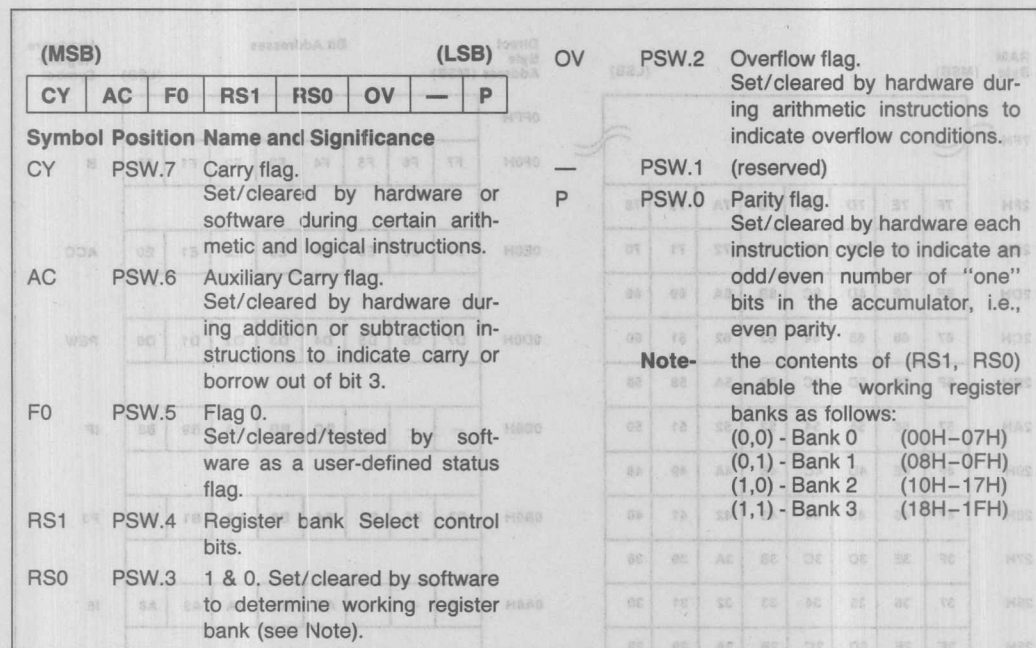 (MSB) (LSB)
CY AC F0 RS1 RS0 OV — P
Symbol Position Name and Significance
CY PSW.7 Carry flag.
Set/cleared by hardware or
software during certain arith-
metic and logical instructions.
AC PSW.6 Auxiliary Carry flag.
Set/cleared by hardware dur-
ing addition or subtraction in-
structions to indicate carry or
borrow out of bit 3.
F0 PSW.5 Flag 0.
Set/cleared/tested by soft-
ware as a user-defined status
flag.
RS1 PSW.4 Register bank Select control
bits.
RS0 PSW.3 1 & 0. Set/cleared by software
to determine working register
bank (see Note).
OV PSW.2 Overflow flag.
Set/cleared by hardware dur-
ing arithmetic instructions to
indicate overflow conditions.
— PSW.1 (reserved)
P PSW.0 Parity flag.
Set/cleared by hardware each
instruction cycle to indicate an
odd/even number of "one"
bits in the accumulator, i.e.,
even parity.
Note- the contents of (RS1, RS0)
enable the working register
banks as follows:
(0,0) - Bank 0 (00H–07H)
(0,1) - Bank 1 (08H–0FH)
(1,0) - Bank 2 (10H–17H)
(1,1) - Bank 3 (18H–1FH)